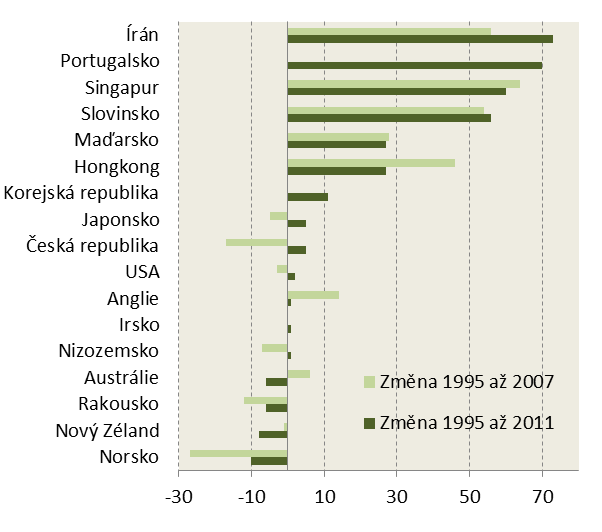 Írán
Portugalsko
Singapur
Slovinsko
Maďarsko
Hongkong
Korejská republika
Japonsko
Česká republika
USA
Anglie
Irsko
Nizozemsko
Austrálie
Rakousko
Nový Zéland
Norsko
Změna 1995 až 2007
Změna 1995 až 2011
-30 -10 10 30 50 70